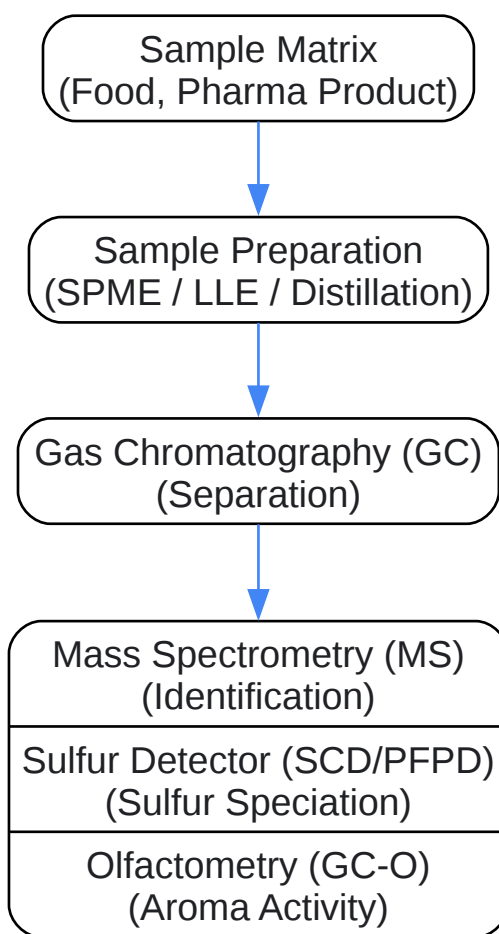 Sample Matrix
(Food, Pharma Product)
Sample Preparation
(SPME / LLE / Distillation)
Gas Chromatography (GC)
(Separation)
Mass Spectrometry (MS)
(Identification)
Sulfur Detector (SCD/PFPD)
(Sulfur Speciation)
Olfactometry (GC-O)
(Aroma Activity)